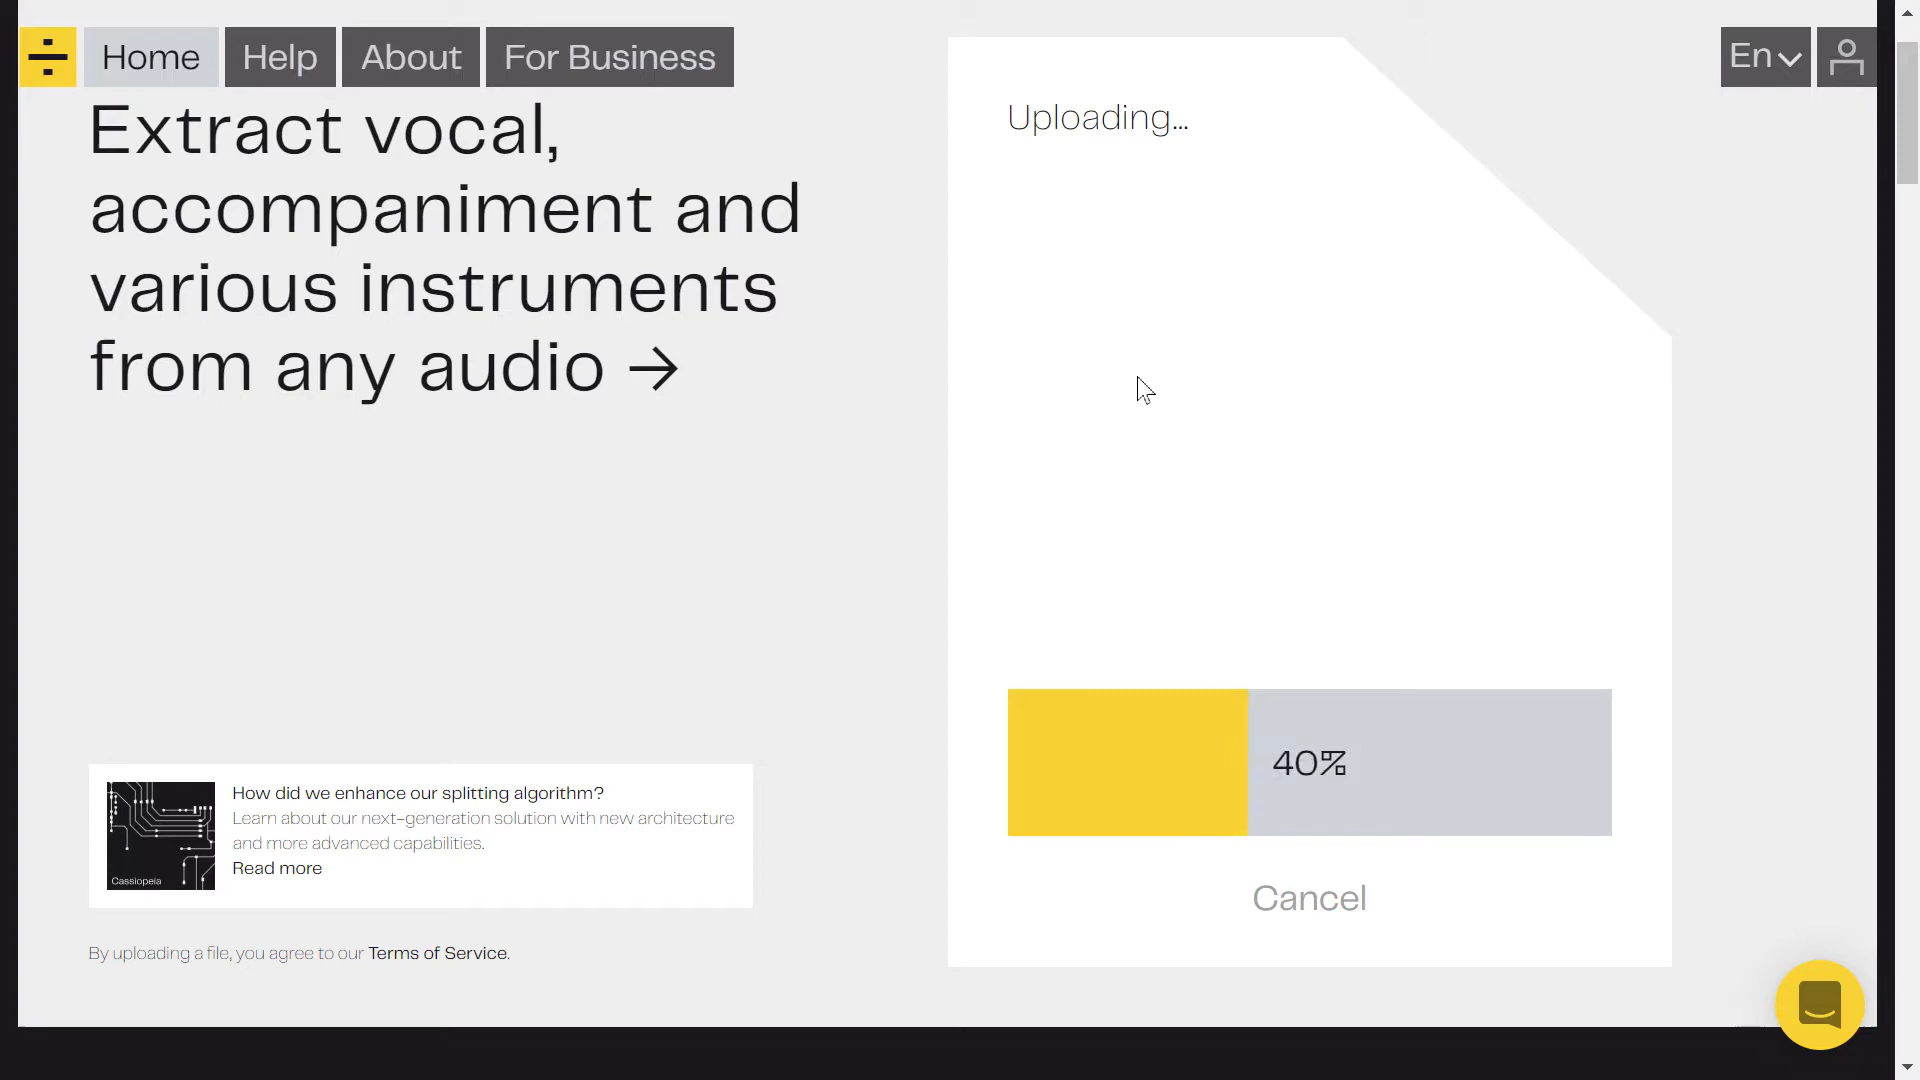 Home
Help
About
For Business
En
Extract vocal,
accompaniment and
various instruments
from any audio →
Uploading...
40%
Cancel
How did we enhance our splitting algorithm?
Learn about our next-generation solution with new architecture
and more advanced capabilities.
Read more
Cassiopeia
By uploading a file, you agree to our Terms of Service.